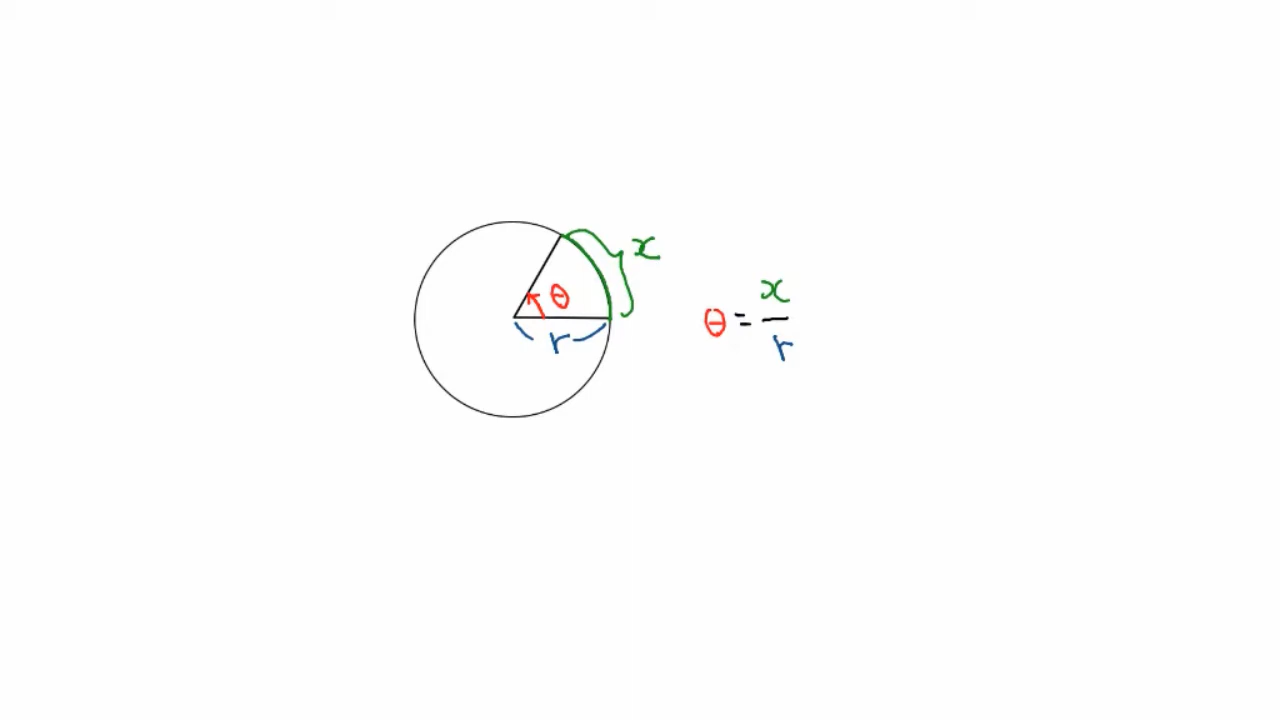 x
θ
r
θ = x/r